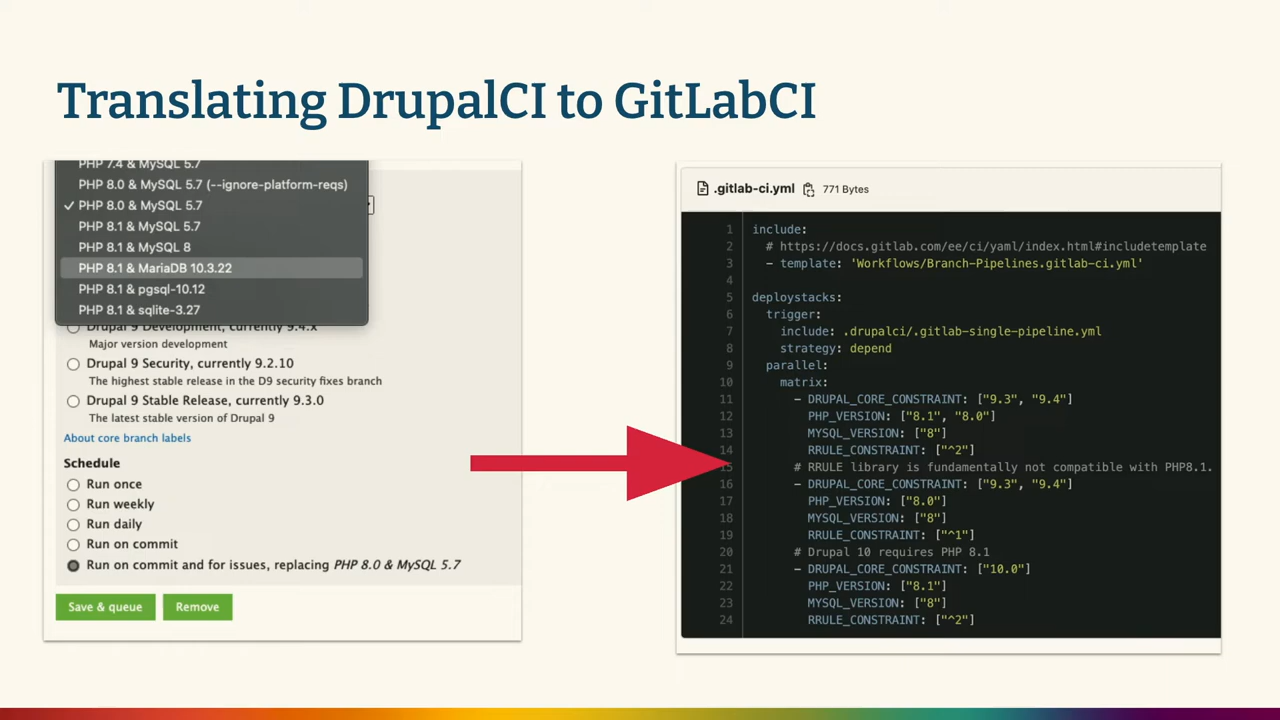 Translating DrupalCI to GitLabCI
PHP 7.4 & MySQL 5.7
PHP 8.0 & MySQL 5.7 (--ignore-platform-reqs)
✓ PHP 8.0 & MySQL 5.7
PHP 8.1 & MySQL 5.7
PHP 8.1 & MySQL 8
PHP 8.1 & MariaDB 10.3.22
PHP 8.1 & pgsql-10.12
PHP 8.1 & sqlite-3.27
Drupal 9 Development, currently 9.4.x
Major version development
Drupal 9 Security, currently 9.2.10
The highest stable release in the D9 security fixes branch
Drupal 9 Stable Release, currently 9.3.0
The latest stable version of Drupal 9
About core branch labels
Schedule
Run once
Run weekly
Run daily
Run on commit
Run on commit and for issues, replacing PHP 8.0 & MySQL 5.7
Save & queue
Remove
.gitlab-ci.yml 771 Bytes
1 include:
2 # https://docs.gitlab.com/ee/ci/yaml/index.html#includetemplate
3 - template: 'Workflows/Branch-Pipelines.gitlab-ci.yml'
4
5 deploystacks:
6 trigger:
7 include: .drupalci/.gitlab-single-pipeline.yml
8 strategy: depend
9 parallel:
10 matrix:
11 - DRUPAL_CORE_CONSTRAINT: ["9.3", "9.4"]
12 PHP_VERSION: ["8.1", "8.0"]
13 MYSQL_VERSION: ["8"]
14 RRULE_CONSTRAINT: ["^2"]
15 # RRULE library is fundamentally not compatible with PHP8.1.
16 - DRUPAL_CORE_CONSTRAINT: ["9.3", "9.4"]
17 PHP_VERSION: ["8.0"]
18 MYSQL_VERSION: ["8"]
19 RRULE_CONSTRAINT: ["^1"]
20 # Drupal 10 requires PHP 8.1
21 - DRUPAL_CORE_CONSTRAINT: ["10.0"]
22 PHP_VERSION: ["8.1"]
23 MYSQL_VERSION: ["8"]
24 RRULE_CONSTRAINT: ["^2"]